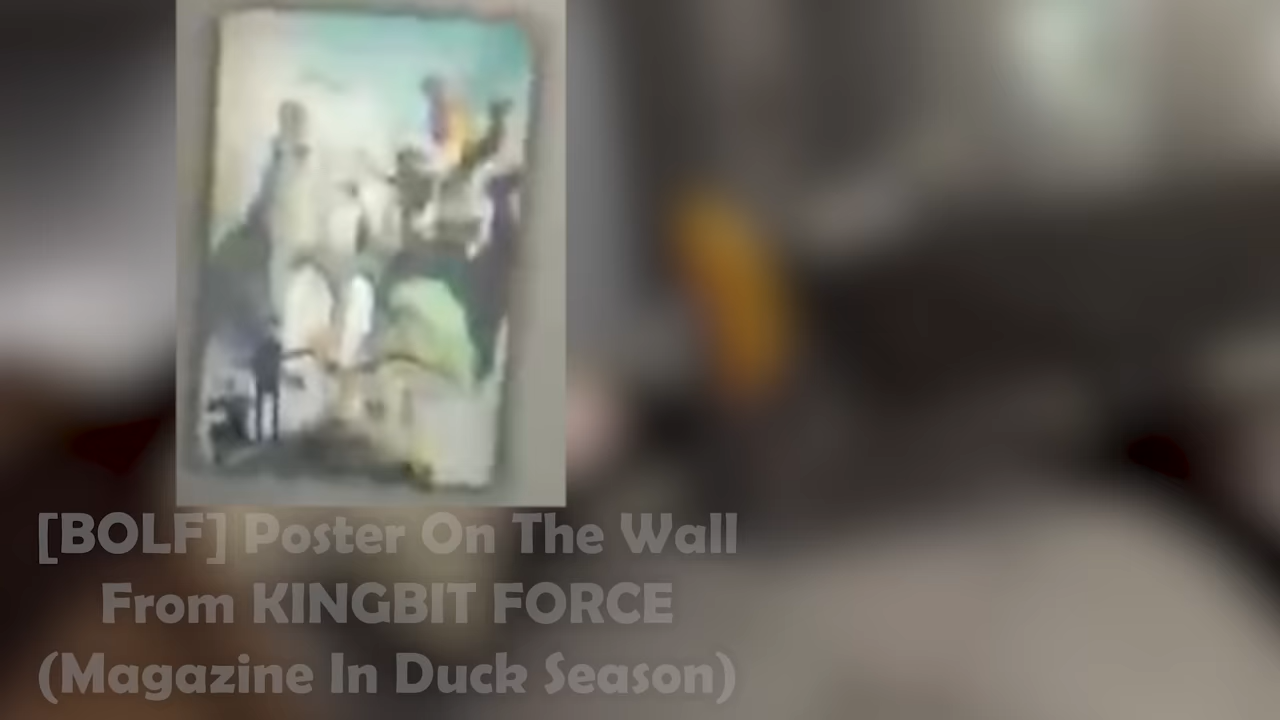 [BOLF] Poster On The Wall
From KINGBIT FORCE
(Magazine In Duck Season)